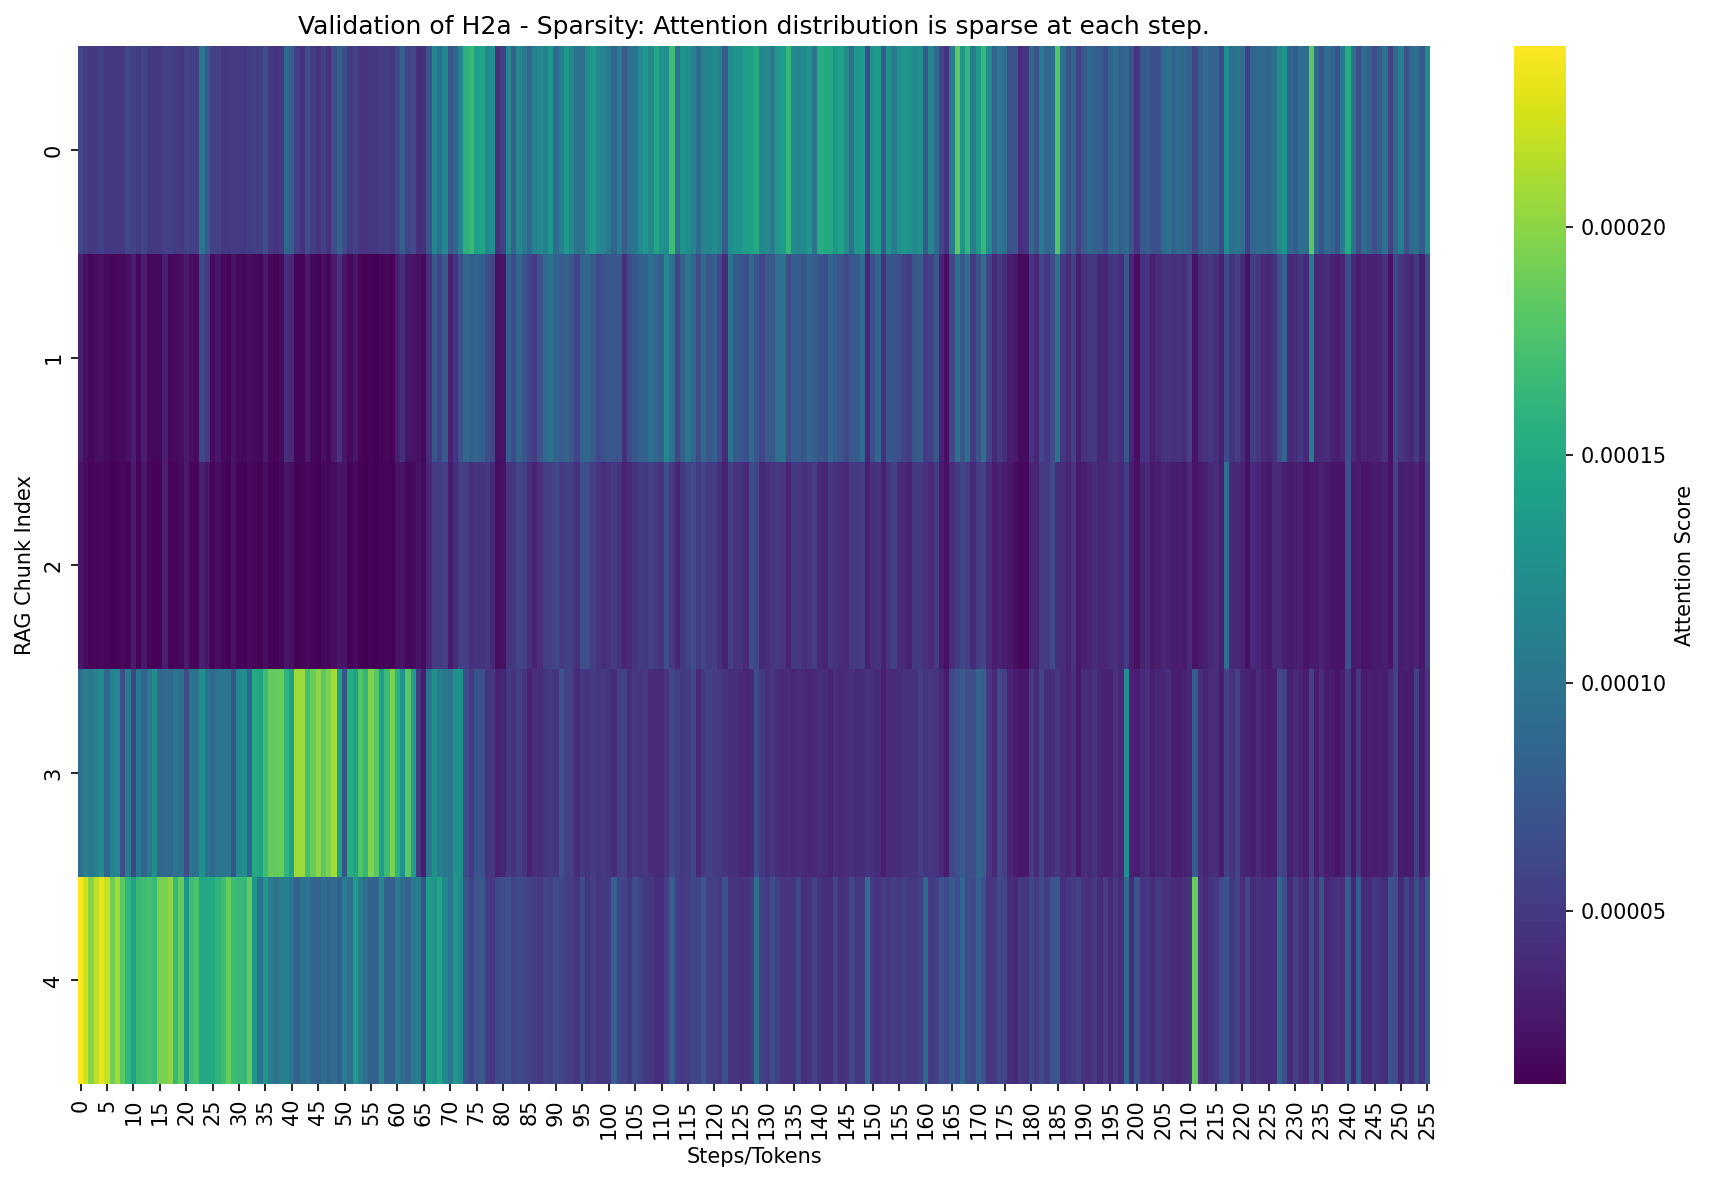 Validation of H2a - Sparsity: Attention distribution is sparse at each step.
RAG Chunk Index
0
1
2
3
4
0 5 10 15 20 25 30 35 40 45 50 55 60 65 70 75 80 85 90 95 100 105 110 115 120 125 130 135 140 145 150 155 160 165 170 175 180 185 190 195 200 205 210 215 220 225 230 235 240 245 250 255
Steps/Tokens
0.00020
0.00015
0.00010
0.00005
Attention Score